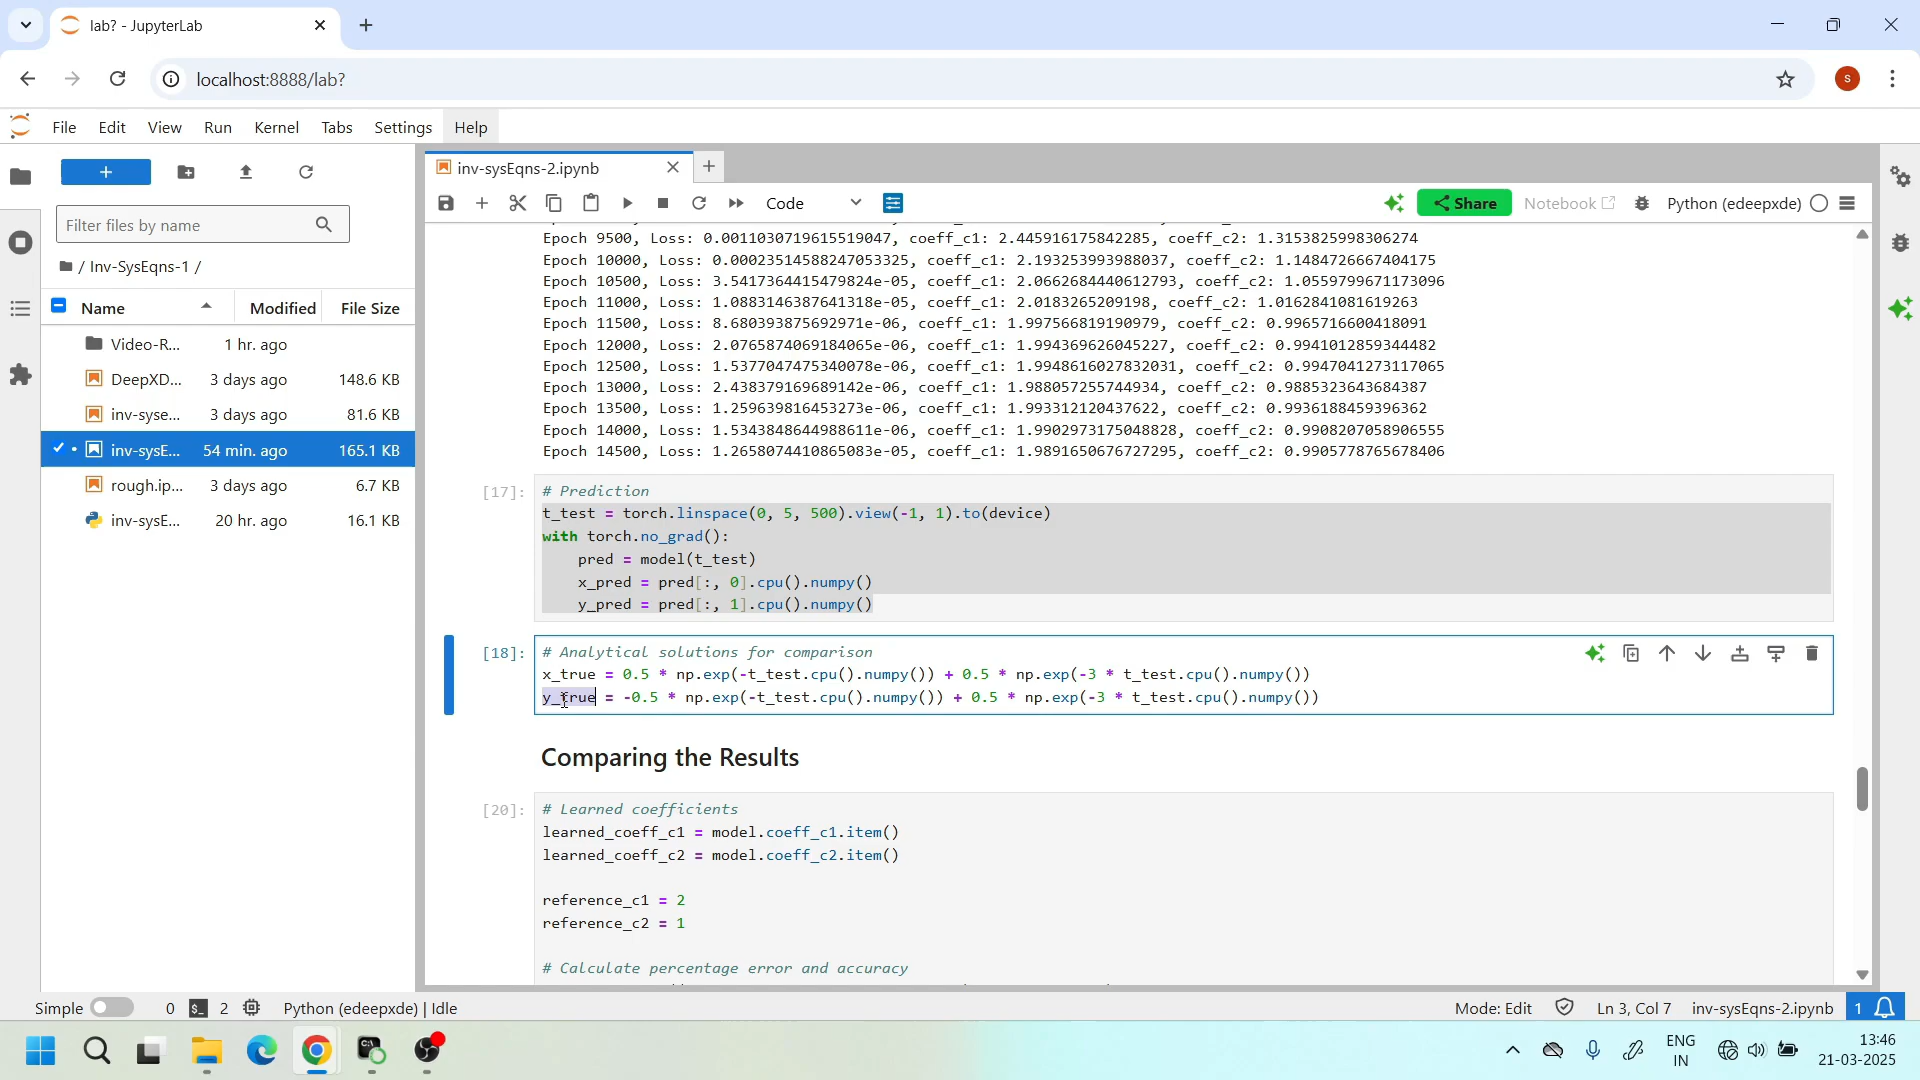 lab? - JupyterLab
localhost:8888/lab?
S
File Edit View Run Kernel Tabs Settings Help
inv-sysEqns-2.ipynb
Code
Share
Notebook
Python (edeepxde)
Filter files by name
/ Inv-SysEqns-1 /
Name Modified File Size
Video-R... 1 hr. ago
DeepXD... 3 days ago 148.6 KB
inv-syse... 3 days ago 81.6 KB
inv-sysE... 54 min. ago 165.1 KB
rough.ip... 3 days ago 6.7 KB
inv-sysE... 20 hr. ago 16.1 KB
Epoch 9500, Loss: 0.0011030719615519047, coeff_c1: 2.445916175842285, coeff_c2: 1.3153825998306274
Epoch 10000, Loss: 0.00023514588247053325, coeff_c1: 2.193253993988037, coeff_c2: 1.1484726667404175
Epoch 10500, Loss: 3.5417364415479824e-05, coeff_c1: 2.0662684440612793, coeff_c2: 1.0559799671173096
Epoch 11000, Loss: 1.0883146387641318e-05, coeff_c1: 2.0183265209198, coeff_c2: 1.0162841081619263
Epoch 11500, Loss: 8.680393875692971e-06, coeff_c1: 1.997566819190979, coeff_c2: 0.9965716600418091
Epoch 12000, Loss: 2.0765874069184065e-06, coeff_c1: 1.994369626045227, coeff_c2: 0.9941012859344482
Epoch 12500, Loss: 1.5377047475340078e-06, coeff_c1: 1.9948616027832031, coeff_c2: 0.9947041273117065
Epoch 13000, Loss: 2.438379169689142e-06, coeff_c1: 1.988057255744934, coeff_c2: 0.9885323643684387
Epoch 13500, Loss: 1.259639816453273e-06, coeff_c1: 1.993312120437622, coeff_c2: 0.9936188459396362
Epoch 14000, Loss: 1.5343848644988611e-06, coeff_c1: 1.9902973175048828, coeff_c2: 0.9908207058906555
Epoch 14500, Loss: 1.2658074410865083e-05, coeff_c1: 1.9891650676727295, coeff_c2: 0.9905778765678406
[17]: # Prediction
t_test = torch.linspace(0, 5, 500).view(-1, 1).to(device)
with torch.no_grad():
pred = model(t_test)
x_pred = pred[:, 0].cpu().numpy()
y_pred = pred[:, 1].cpu().numpy()
[18]: # Analytical solutions for comparison
x_true = 0.5 * np.exp(-t_test.cpu().numpy()) + 0.5 * np.exp(-3 * t_test.cpu().numpy())
y_true = -0.5 * np.exp(-t_test.cpu().numpy()) + 0.5 * np.exp(-3 * t_test.cpu().numpy())
Comparing the Results
[20]: # Learned coefficients
learned_coeff_c1 = model.coeff_c1.item()
learned_coeff_c2 = model.coeff_c2.item()
reference_c1 = 2
reference_c2 = 1
# Calculate percentage error and accuracy
Simple 0 2 Python (edeepxde) | Idle Mode: Edit Ln 3, Col 7 inv-sysEqns-2.ipynb 1
ENG
IN
13:46
21-03-2025